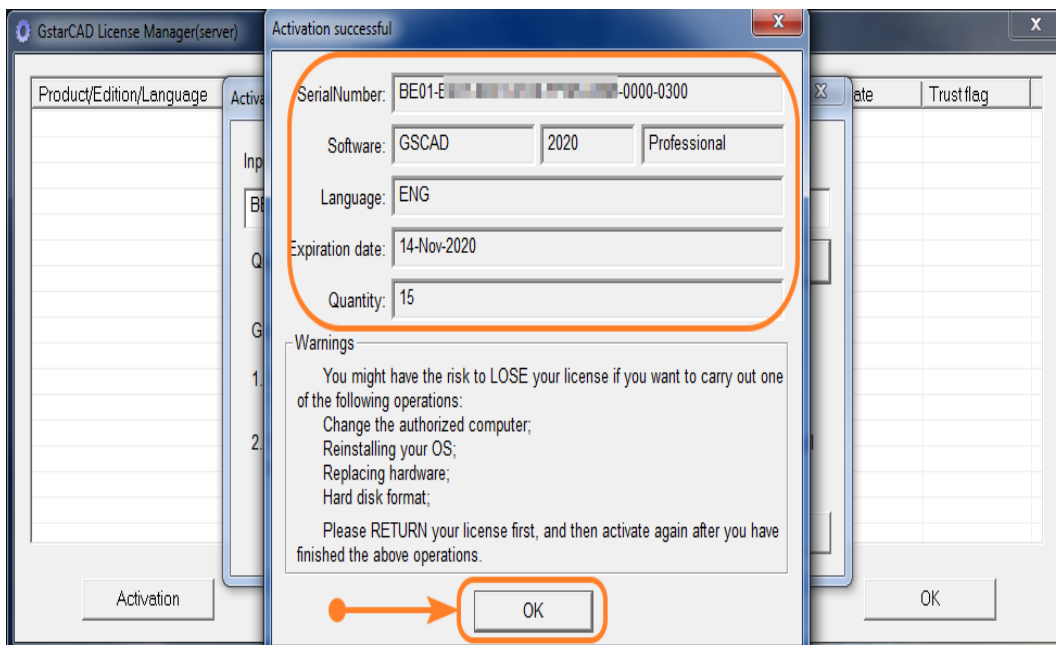 GstarCAD License Manager(server)
Activation successful
Product/Edition/Language
Trustflag
SerialNumber: BE01- -0000-0300
Software: GSCAD 2020 Professional
Language: ENG
Expiration date: 14-Nov-2020
Quantity: 15
1.
2.
Warnings
You might have the risk to LOSE your license if you want to carry out one
of the following operations:
Change the authorized computer;
Reinstalling your OS;
Replacing hardware;
Hard disk format;
Please RETURN your license first, and then activate again after you have
finished the above operations.
Activation
OK
OK